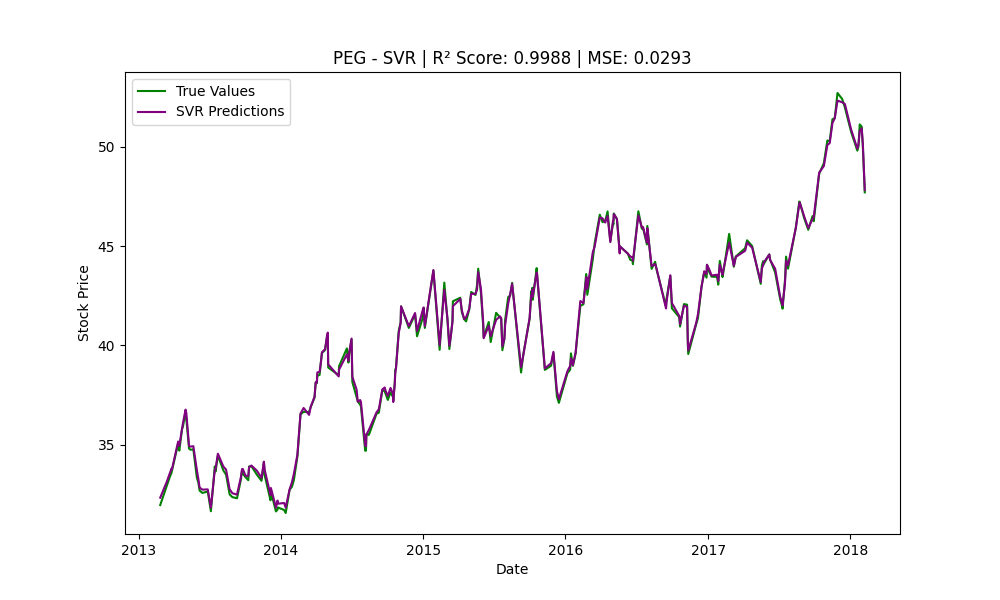 PEG - SVR | R² Score: 0.9988 | MSE: 0.0293
True Values
SVR Predictions
Stock Price
50
45
40
35
2013 2014 2015 2016 2017 2018
Date